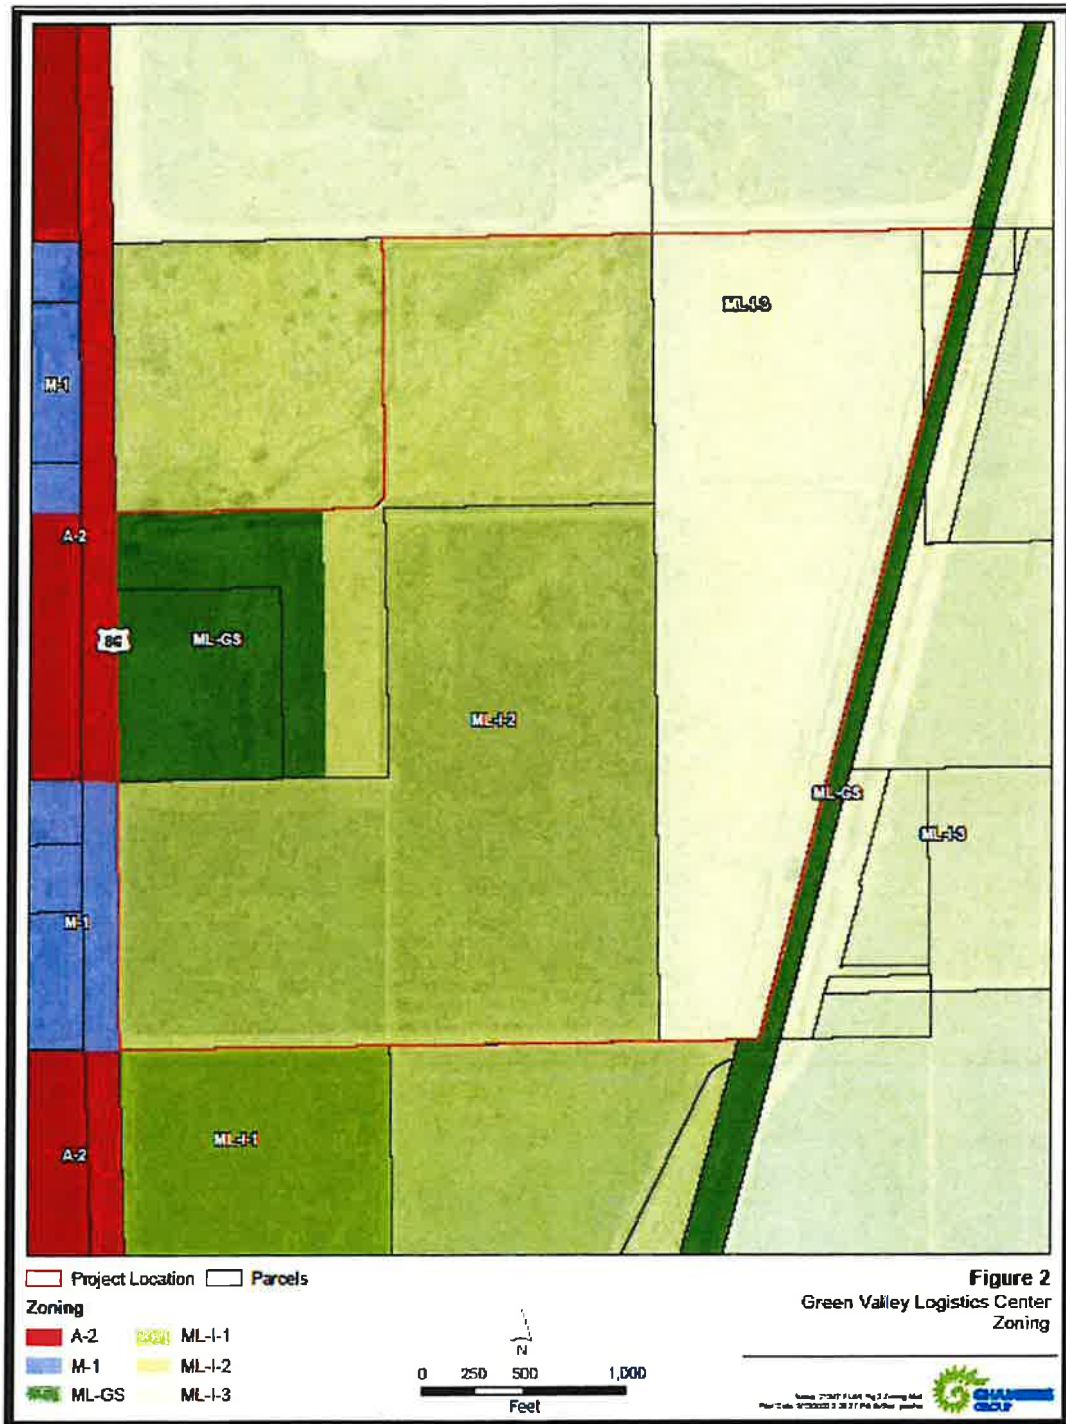 ML-I-3
M-1
A-2
86
ML-GS
ML-I-2
ML-GS
ML-I-3
M-1
ML-I-1
A-2
Project Location
Parcels
Zoning
A-2
M-1
ML-GS
ML-I-1
ML-I-2
ML-I-3
N
0 250 500 1,000
Feet
Figure 2
Green Valley Logistics Center
Zoning
CHAMBERS
GROUP